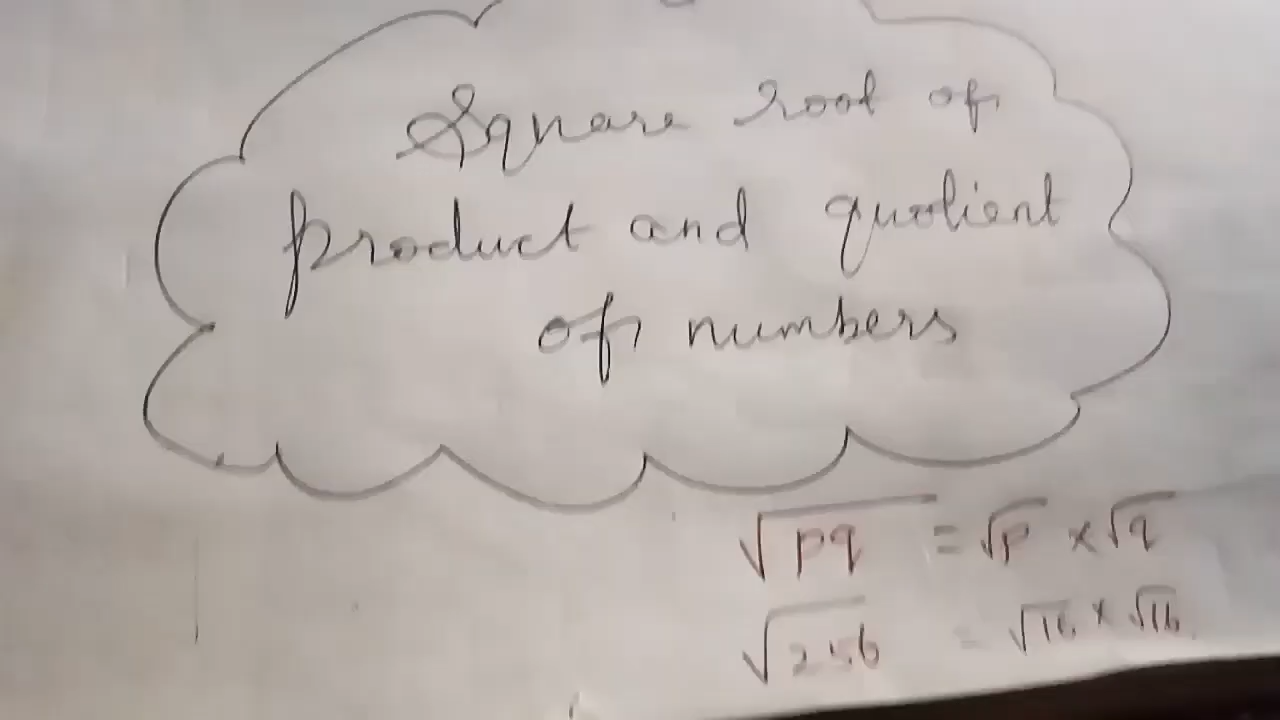 Square root of
product and quotient
of numbers
√pq = √p × √q
√256 = √16 × √16